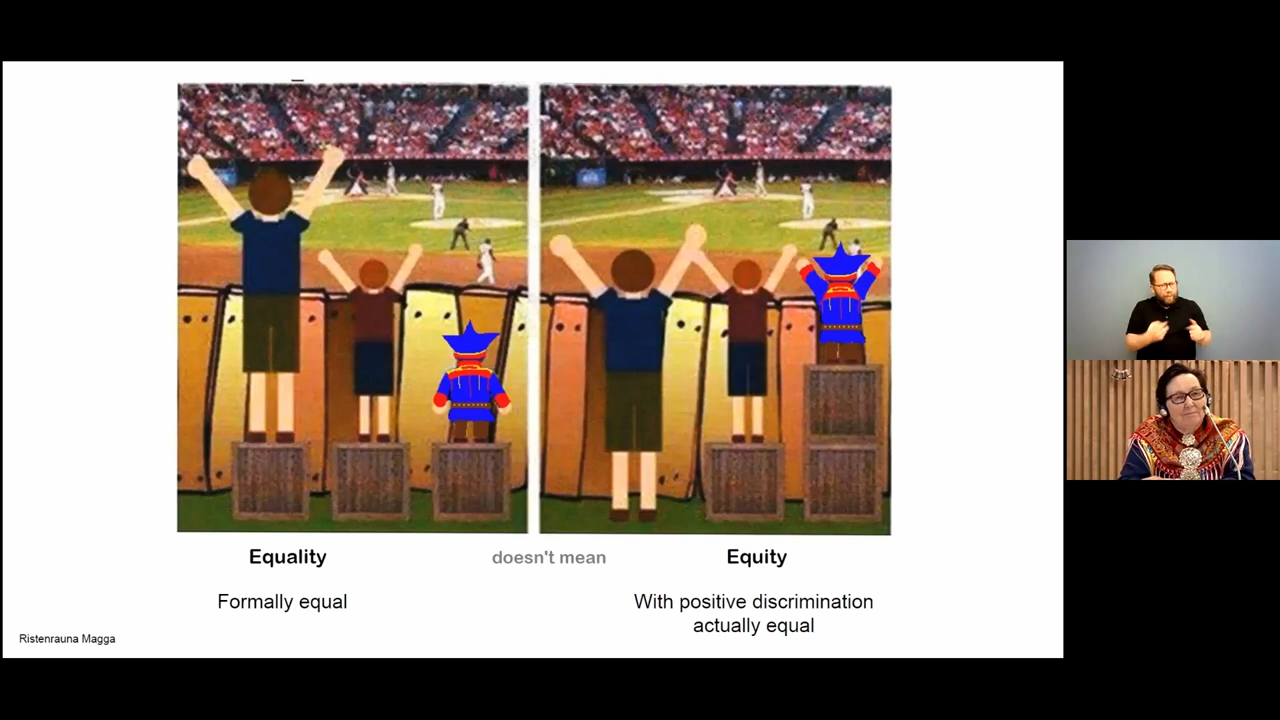 Equality
doesn't mean
Equity
Formally equal
With positive discrimination
actually equal
Ristenrauna Magga